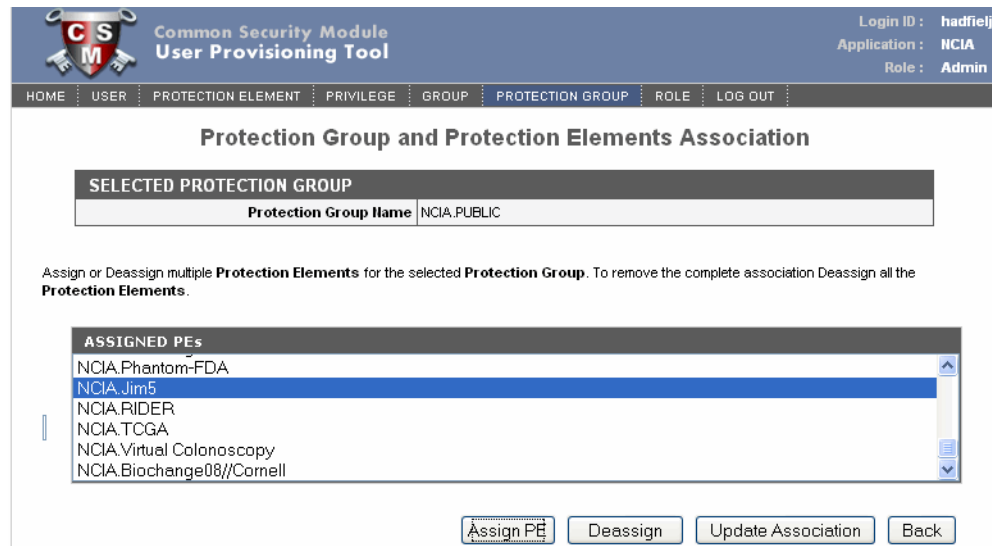 C S M
Common Security Module
User Provisioning Tool
Login ID : hadfielj
Application : NCIA
Role : Admin
HOME USER PROTECTION ELEMENT PRIVILEGE GROUP PROTECTION GROUP ROLE LOG OUT
Protection Group and Protection Elements Association
SELECTED PROTECTION GROUP
Protection Group Name NCIA.PUBLIC
Assign or Deassign multiple Protection Elements for the selected Protection Group. To remove the complete association Deassign all the
Protection Elements.
ASSIGNED PEs
NCIA.Phantom-FDA
NCIA.Jim5
NCIA.RIDER
NCIA.TCGA
NCIA.Virtual Colonoscopy
NCIA.Biochange08//Cornell
Assign PE Deassign Update Association Back